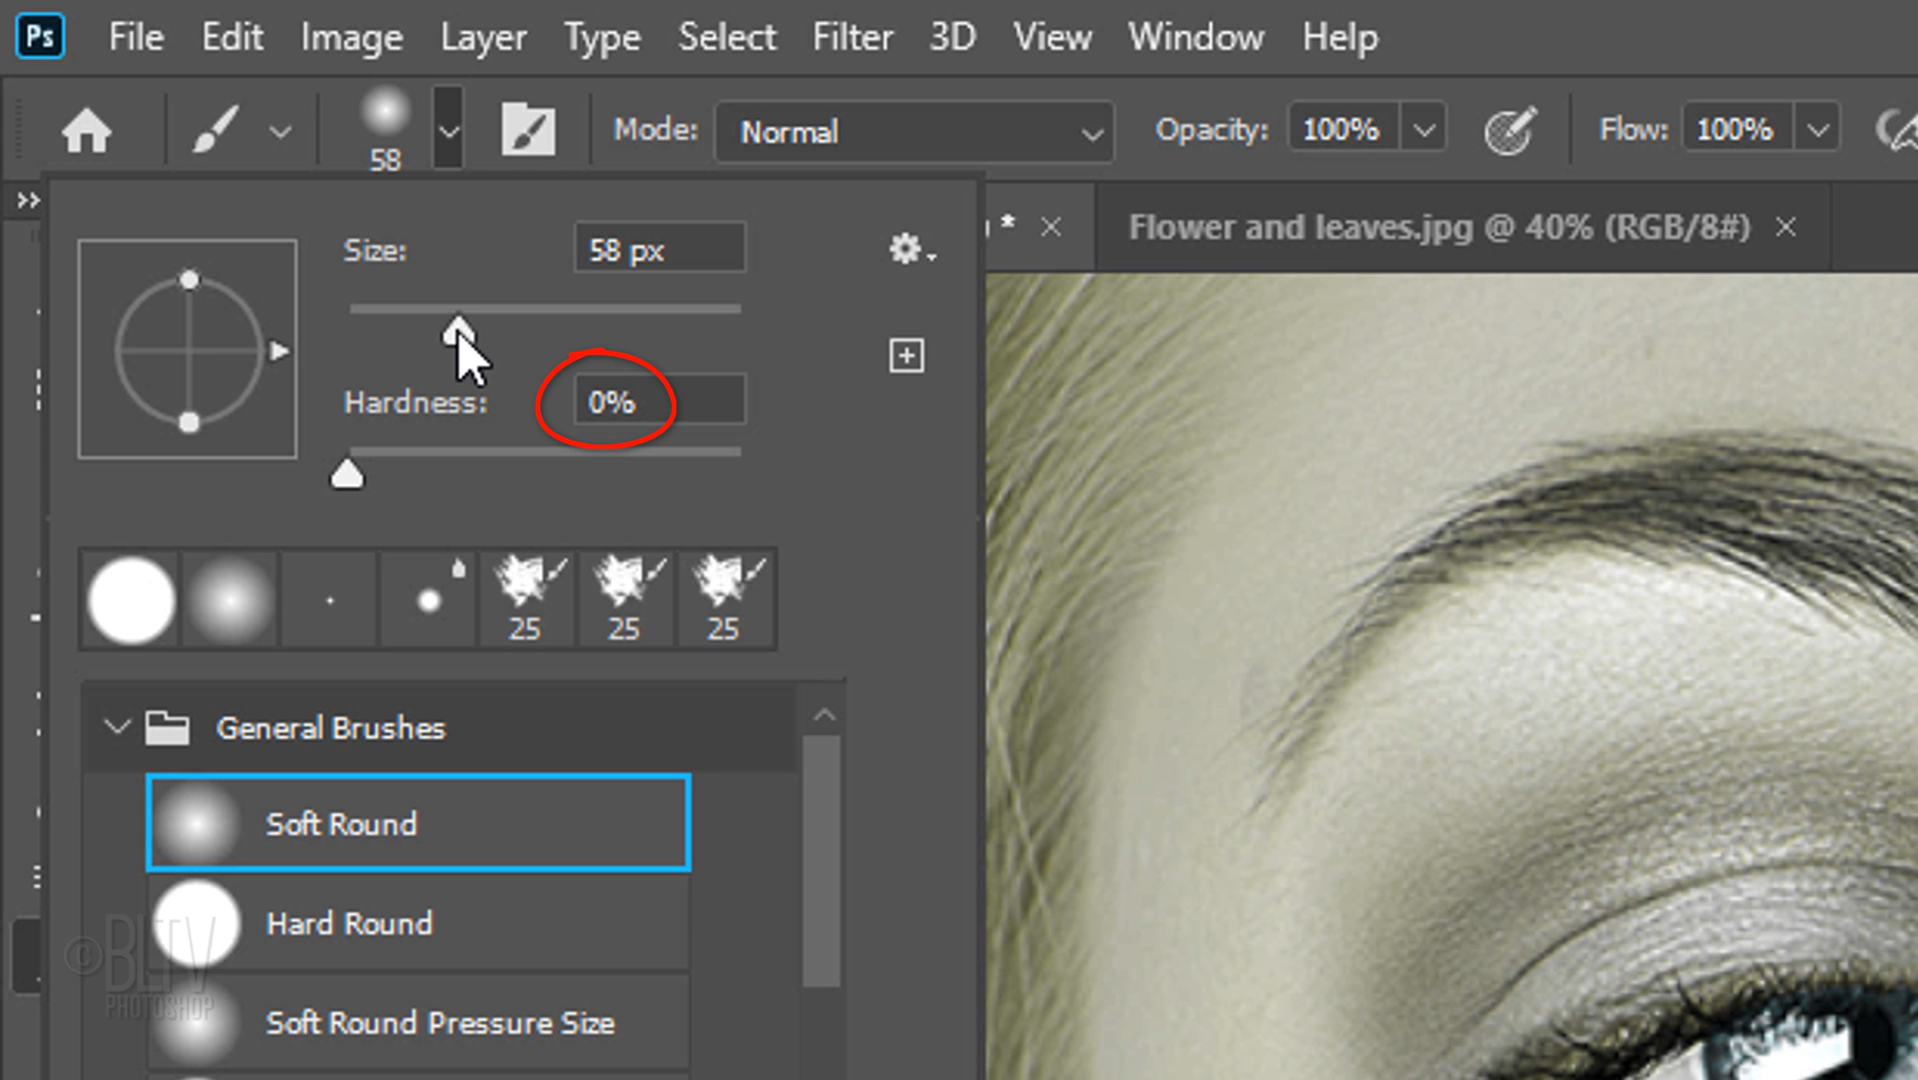 Ps File Edit Image Layer Type Select Filter 3D View Window Help
58 Mode: Normal Opacity: 100% Flow: 100%
* × Flower and leaves.jpg @ 40% (RGB/8#) ×
Size: 58 px
Hardness: 0%
25 25 25
General Brushes
Soft Round
Hard Round
Soft Round Pressure Size
©BLTV
PHOTOSHOP